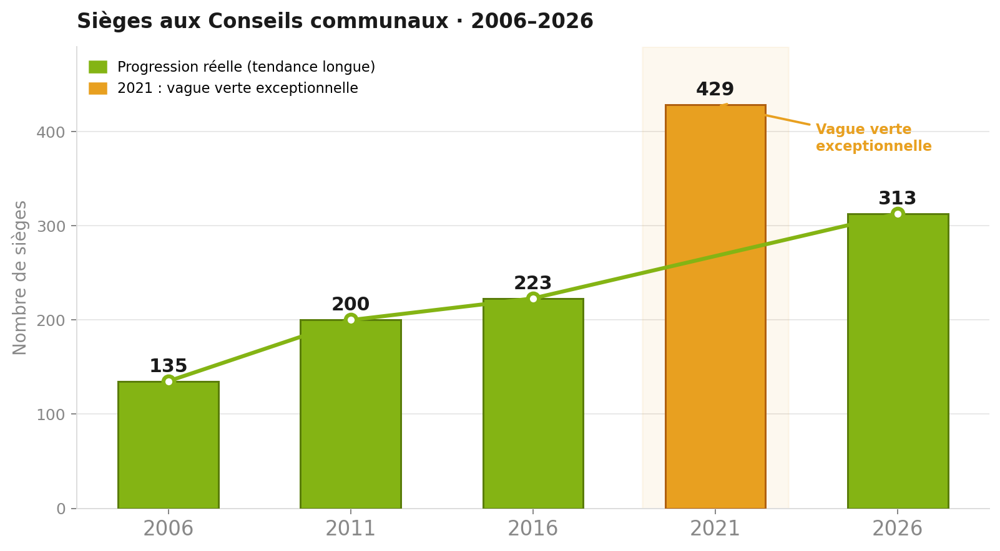 Sièges aux Conseils communaux · 2006–2026
Progression réelle (tendance longue)
2021 : vague verte exceptionnelle
Nombre de sièges
400
300
200
100
0
135
200
223
429
313
Vague verte
exceptionnelle
2006
2011
2016
2021
2026